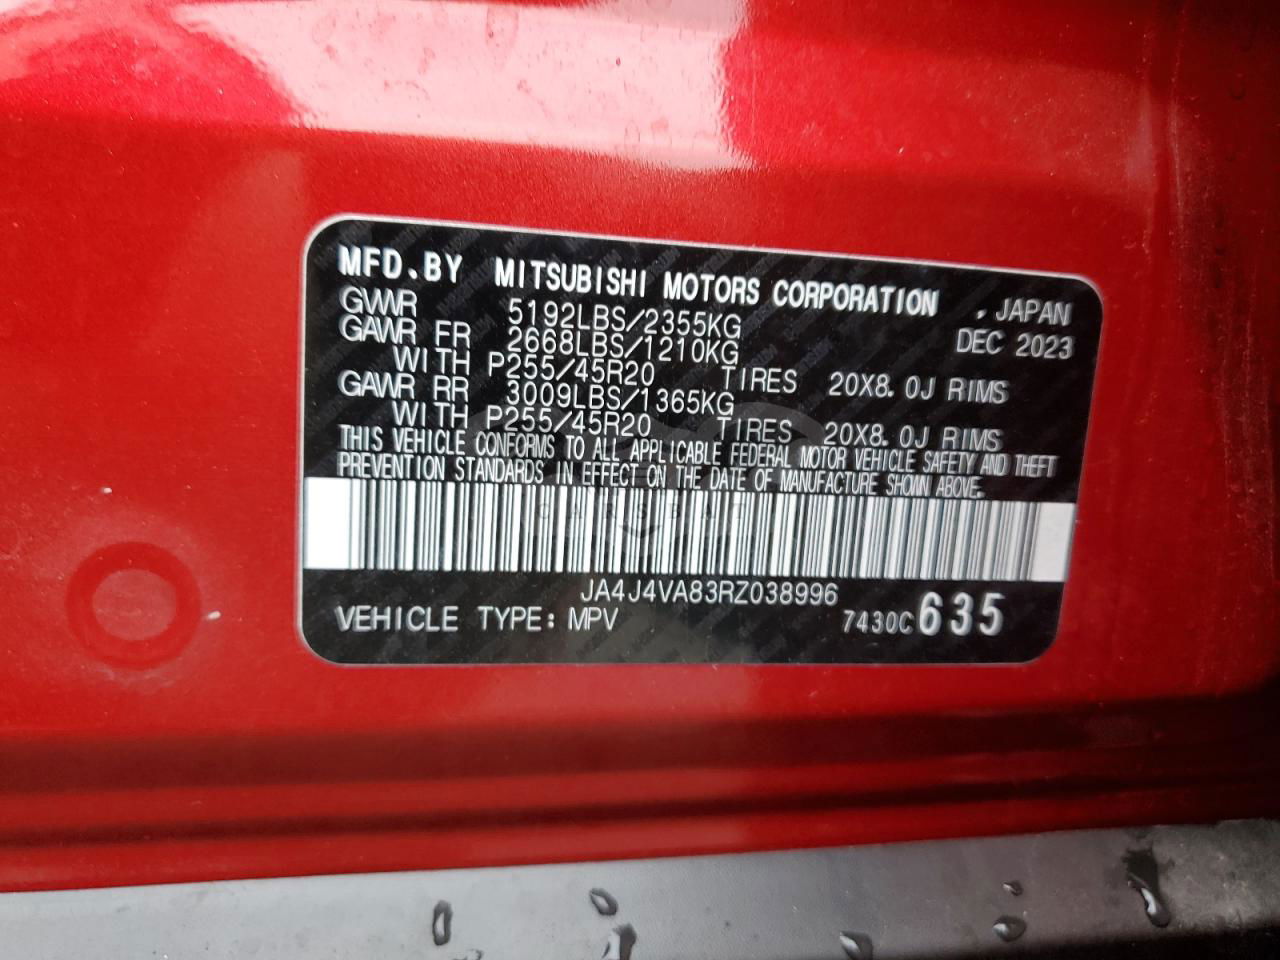 MFD.BY MITSUBISHI MOTORS CORPORATION , JAPAN
GVWR 5192LBS/2355KG DEC 2023
GAWR FR 2668LBS/1210KG
WITH P255/45R20 TIRES 20X8.0J RIMS
GAWR RR 3009LBS/1365KG
WITH P255/45R20 TIRES 20X8.0J RIMS
THIS VEHICLE CONFORMS TO ALL APPLICABLE FEDERAL MOTOR VEHICLE SAFETY AND THEFT
PREVENTION STANDARDS IN EFFECT ON THE DATE OF MANUFACTURE SHOWN ABOVE.
JA4J4VA83RZ038996
VEHICLE TYPE: MPV 7430C 635